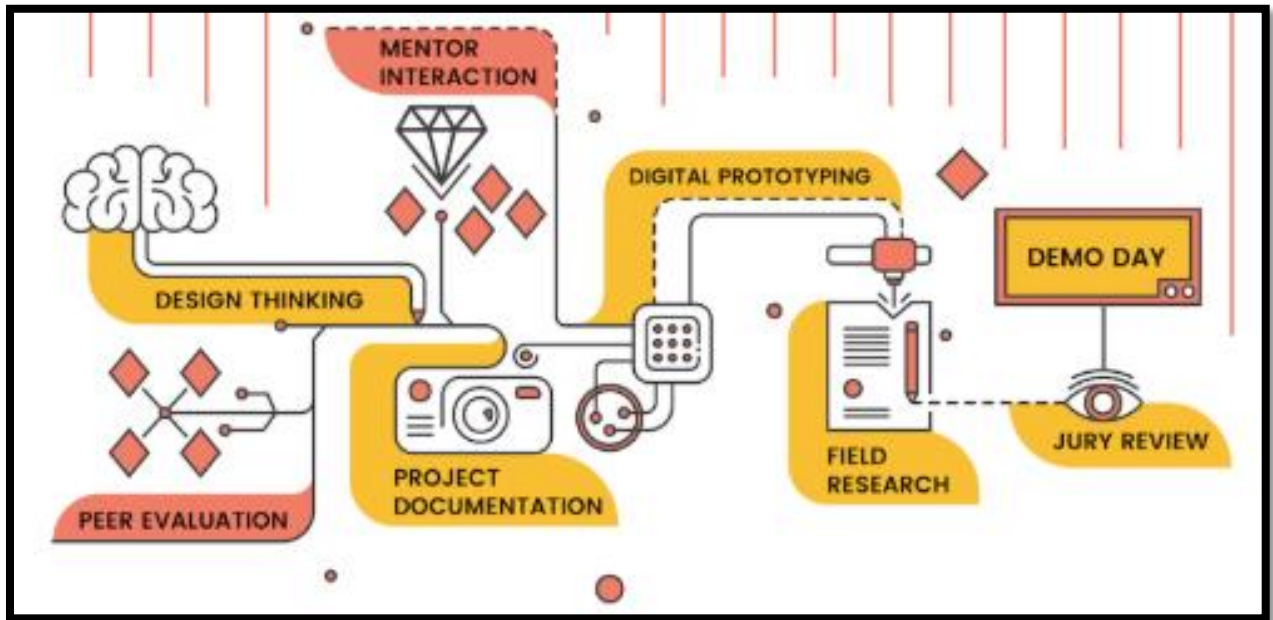 MENTOR
INTERACTION
DIGITAL PROTOTYPING
DEMO DAY
DESIGN THINKING
JURY REVIEW
FIELD
RESEARCH
PROJECT
DOCUMENTATION
PEER EVALUATION